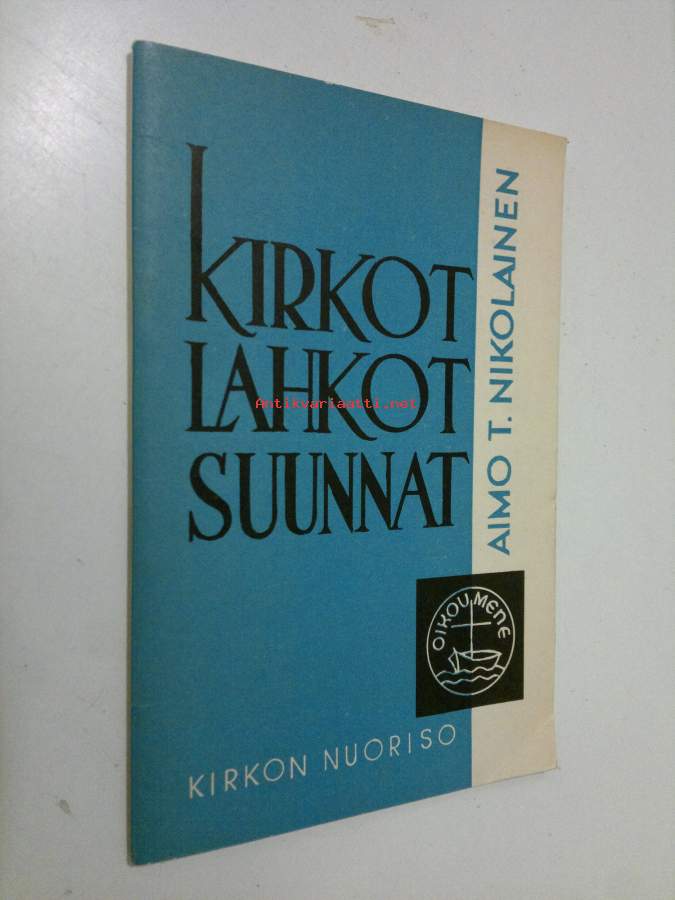 KIRKOT
LAHKOT
SUUNNAT
AIMO T. NIKOLAINEN
OIKOUMENE
KIRKON NUORISO
Antikvariaatti.net